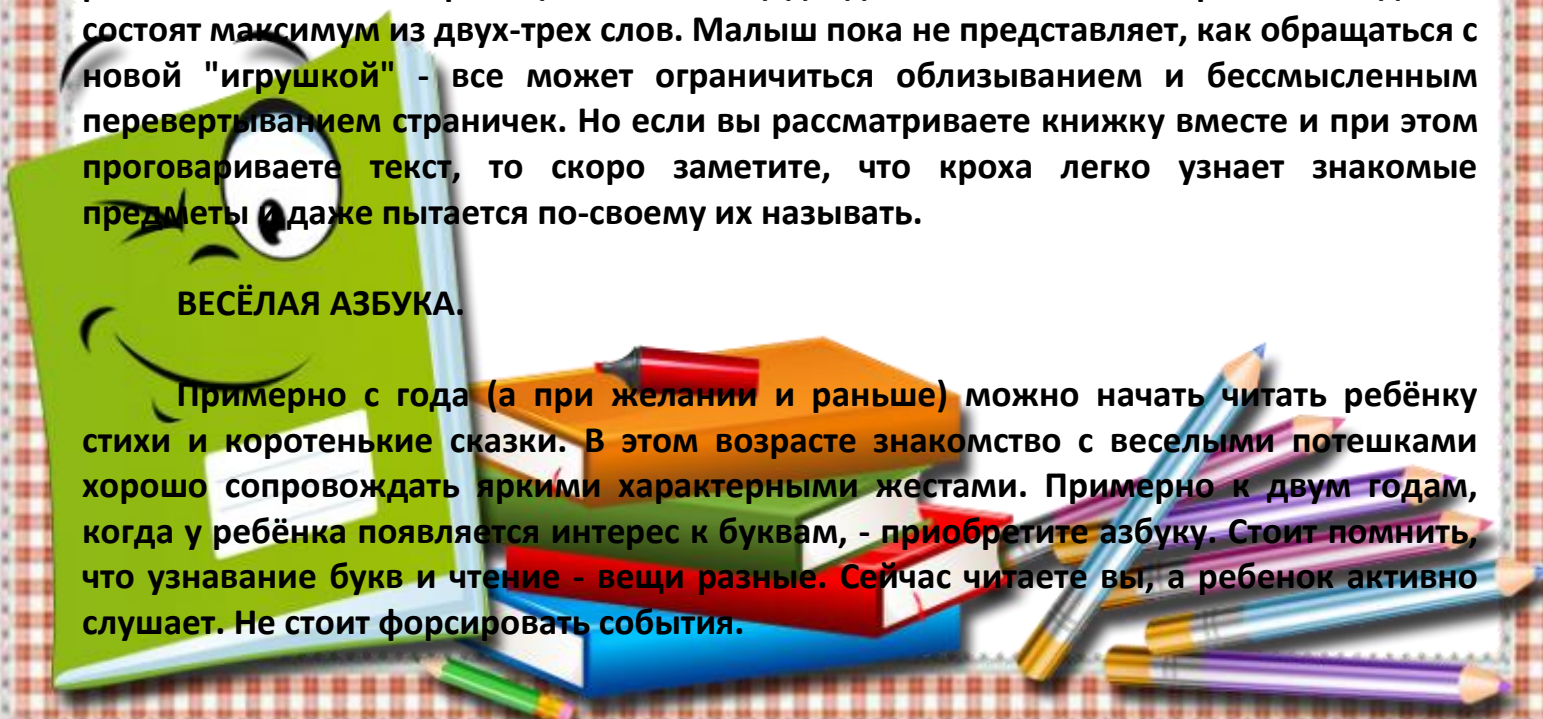 состоят максимум из двух-трех слов. Малыш пока не представляет, как обращаться с
новой "игрушкой" - все может ограничиться облизыванием и бессмысленным
перевертыванием страничек. Но если вы рассматриваете книжку вместе и при этом
проговариваете текст, то скоро заметите, что кроха легко узнает знакомые
предметы и даже пытается по-своему их называть.
ВЕСЁЛАЯ АЗБУКА.
Примерно с года (а при желании и раньше) можно начать читать ребёнку
стихи и коротенькие сказки. В этом возрасте знакомство с веселыми потешками
хорошо сопровождать яркими характерными жестами. Примерно к двум годам,
когда у ребёнка появляется интерес к буквам, - приобретите азбуку. Стоит помнить,
что узнавание букв и чтение - вещи разные. Сейчас читаете вы, а ребенок активно
слушает. Не стоит форсировать события.